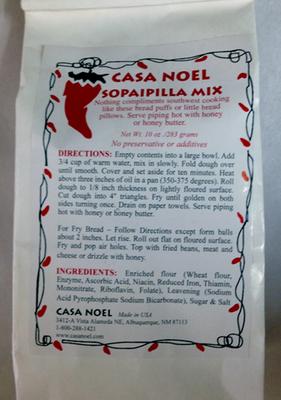 CASA NOEL
SOPAIPILLA MIX
Nothing compliments southwest cooking
like these bread puffs or little bread
pillows. Serve piping hot with honey
or honey butter.
Net Wt. 10 oz. /283 grams
No preservative or additives
DIRECTIONS: Empty contents into a large bowl. Add
3/4 cup of warm water, mix in slowly. Fold dough over
until smooth. Cover and set aside for ten minutes. Heat
above three inches of oil in a pan (350-375 degrees). Roll
dough to 1/8 inch thickness on lightly floured surface.
Cut dough into 4" triangles. Fry until golden on both
sides turning once. Drain on paper towels. Serve piping
hot with honey or honey butter.
For Fry Bread – Follow Directions except form balls
about 2 inches. Let rise. Roll out flat on floured surface.
Fry and pop air holes. Top with fried beans, meat and
cheese or drizzle with honey.
INGREDIENTS: Enriched flour (Wheat flour,
Enzyme, Ascorbic Acid, Niacin, Reduced Iron, Thiamin,
Mononitrate, Riboflavin, Folate), Leavening (Sodium
Acid Pyrophosphate Sodium Bicarbonate), Sugar & Salt
CASA NOEL Made in USA
3412-A Vista Alameda NE, Albuquerque, NM 87113
1-800-288-1421
www.casanoel.com